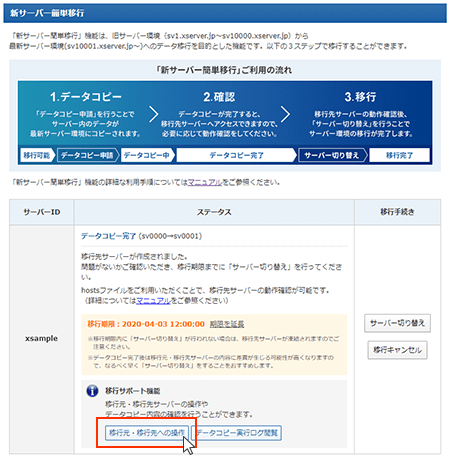 新サーバー簡単移行
「新サーバー簡単移行」機能は、旧サーバー環境（sv1.xserver.jp～sv10000.xserver.jp）から
最新サーバー環境(sv10001.xserver.jp～)へのデータ移行を目的とした機能です。以下の３ステップで移行することができます。
「新サーバー簡単移行」ご利用の流れ
1.データコピー
「データコピー申請」を行うことで
サーバー内のデータが
最新サーバー環境にコピーされます。
2.確認
データコピーが完了すると、
移行先サーバーへアクセスできますので、
必要に応じて動作確認をしてください。
3.移行
移行先サーバーの動作確認後、
「サーバー切り替え」を行うことで
サーバー環境の移行が完了します。
移行可能 データコピー申請 データコピー中 データコピー完了 サーバー切り替え 移行完了
「新サーバー簡単移行」機能の詳細な利用手順についてはマニュアルをご参照ください。
サーバーID ステータス 移行手続き
xsample
データコピー完了 (sv0000→sv0001)
移行先サーバーが作成されました。
問題がないかご確認いただき、移行期限までに「サーバー切り替え」を行ってください。
hostsファイルをご利用いただくことで、移行先サーバーの動作確認が可能です。
（詳細についてはマニュアルをご参照ください）
移行期限：2020-04-03 12:00:00 期限を延長
※移行期限内に「サーバー切り替え」が行われない場合は、移行先サーバーが凍結されますのでご
注意ください。
※データコピー完了後は移行元・移行先サーバーの内容に差異が生じる可能性が高くなりますので、なるべく早く「サーバー切り替え」をすることをおすすめします。
移行サポート機能
移行元・移行先サーバーの操作や
データコピー内容の確認を行うことができます。
移行元・移行先への操作 データコピー実行ログ閲覧
サーバー切り替え
移行キャンセル